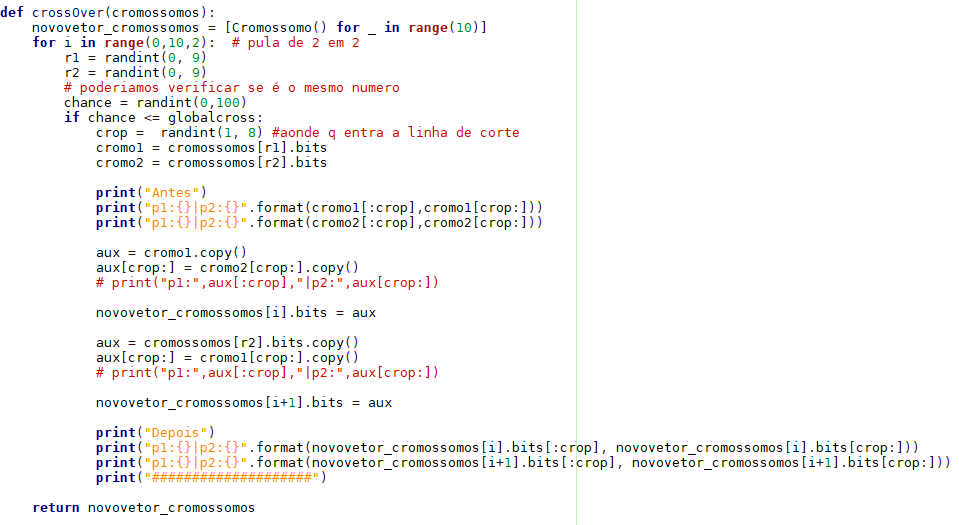 def crossOver(cromossomos):
    novovetor_cromossomos = [Cromossomo() for _ in range(10)]
    for i in range(0,10,2):  # pula de 2 em 2
        r1 = randint(0, 9)
        r2 = randint(0, 9)
        # poderiamos verificar se é o mesmo numero
        chance = randint(0,100)
        if chance <= globalcross:
            crop =  randint(1, 8) #aonde q entra a linha de corte
            cromo1 = cromossomos[r1].bits
            cromo2 = cromossomos[r2].bits

            print("Antes")
            print("p1:{}|p2:{}".format(cromo1[:crop],cromo1[crop:]))
            print("p1:{}|p2:{}".format(cromo2[:crop],cromo2[crop:]))

            aux = cromo1.copy()
            aux[crop:] = cromo2[crop:].copy()
            # print("p1:",aux[:crop],"|p2:",aux[crop:])

            novovetor_cromossomos[i].bits = aux

            aux = cromossomos[r2].bits.copy()
            aux[crop:] = cromo1[crop:].copy()
            # print("p1:",aux[:crop],"|p2:",aux[crop:])

            novovetor_cromossomos[i+1].bits = aux

            print("Depois")
            print("p1:{}|p2:{}".format(novovetor_cromossomos[i].bits[:crop], novovetor_cromossomos[i].bits[crop:]))
            print("p1:{}|p2:{}".format(novovetor_cromossomos[i+1].bits[:crop], novovetor_cromossomos[i+1].bits[crop:]))
            print("####################")

    return novovetor_cromossomos